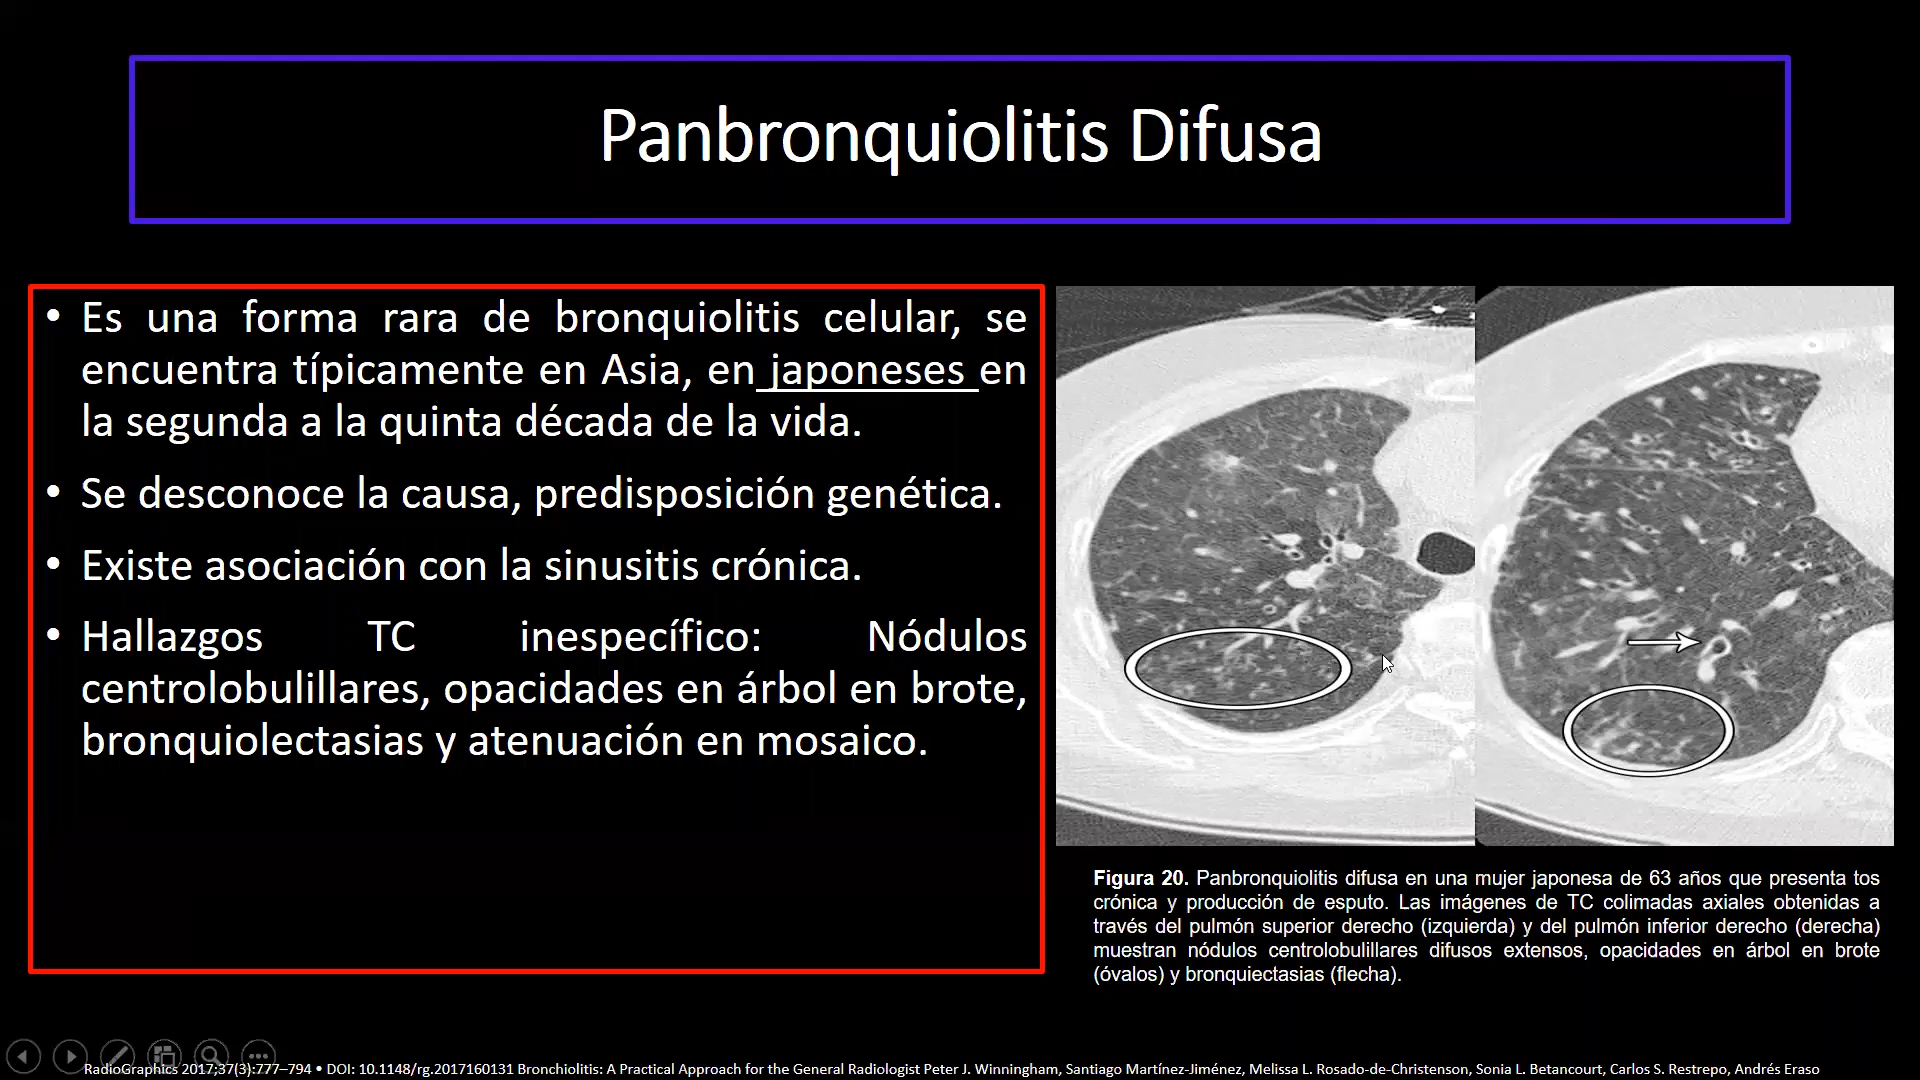 Panbronquiolitis Difusa
• Es una forma rara de bronquiolitis celular, se
encuentra típicamente en Asia, en japoneses en
la segunda a la quinta década de la vida.
• Se desconoce la causa, predisposición genética.
• Existe asociación con la sinusitis crónica.
• Hallazgos TC inespecífico: Nódulos
centrolobulillares, opacidades en árbol en brote,
bronquiolectasias y atenuación en mosaico.
Figura 20. Panbronquiolitis difusa en una mujer japonesa de 63 años que presenta tos
crónica y producción de esputo. Las imágenes de TC colimadas axiales obtenidas a
través del pulmón superior derecho (izquierda) y del pulmón inferior derecho (derecha)
muestran nódulos centrolobulillares difusos extensos, opacidades en árbol en brote
(óvalos) y bronquiectasias (flecha).
RadioGraphics 2017;37(3):777–794 • DOI: 10.1148/rg.2017160131 Bronchiolitis: A Practical Approach for the General Radiologist Peter J. Winningham, Santiago Martínez-Jiménez, Melissa L. Rosado-de-Christenson, Sonia L. Betancourt, Carlos S. Restrepo, Andrés Eraso